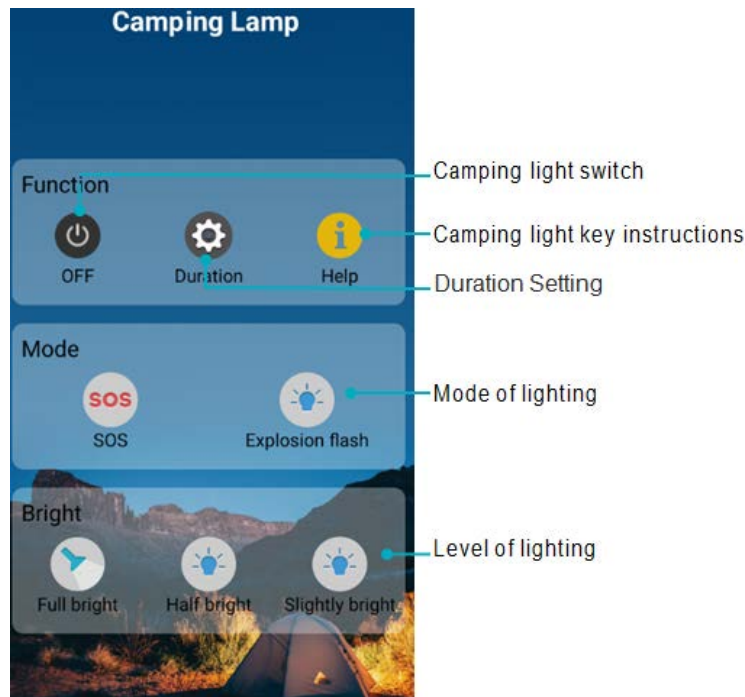 Camping Lamp
Function
OFF
Duration
Help
Camping light switch
Camping light key instructions
Duration Setting
Mode
SOS
SOS
Explosion flash
Mode of lighting
Bright
Full bright
Half bright
Slightly bright
Level of lighting